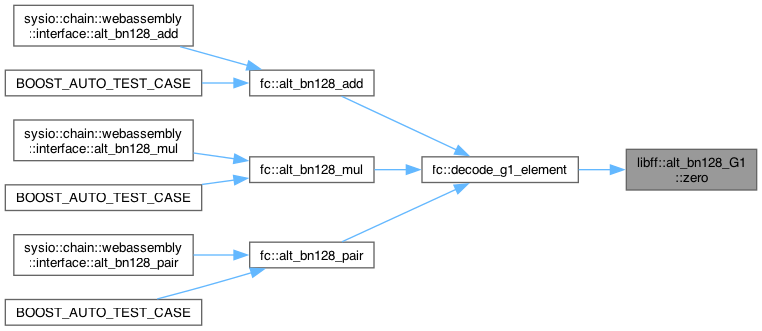 sysio::chain::webassembly
::interface::alt_bn128_add
BOOST_AUTO_TEST_CASE
fc::alt_bn128_add
sysio::chain::webassembly
::interface::alt_bn128_mul
BOOST_AUTO_TEST_CASE
fc::alt_bn128_mul
fc::decode_g1_element
libff::alt_bn128_G1
::zero
sysio::chain::webassembly
::interface::alt_bn128_pair
BOOST_AUTO_TEST_CASE
fc::alt_bn128_pair